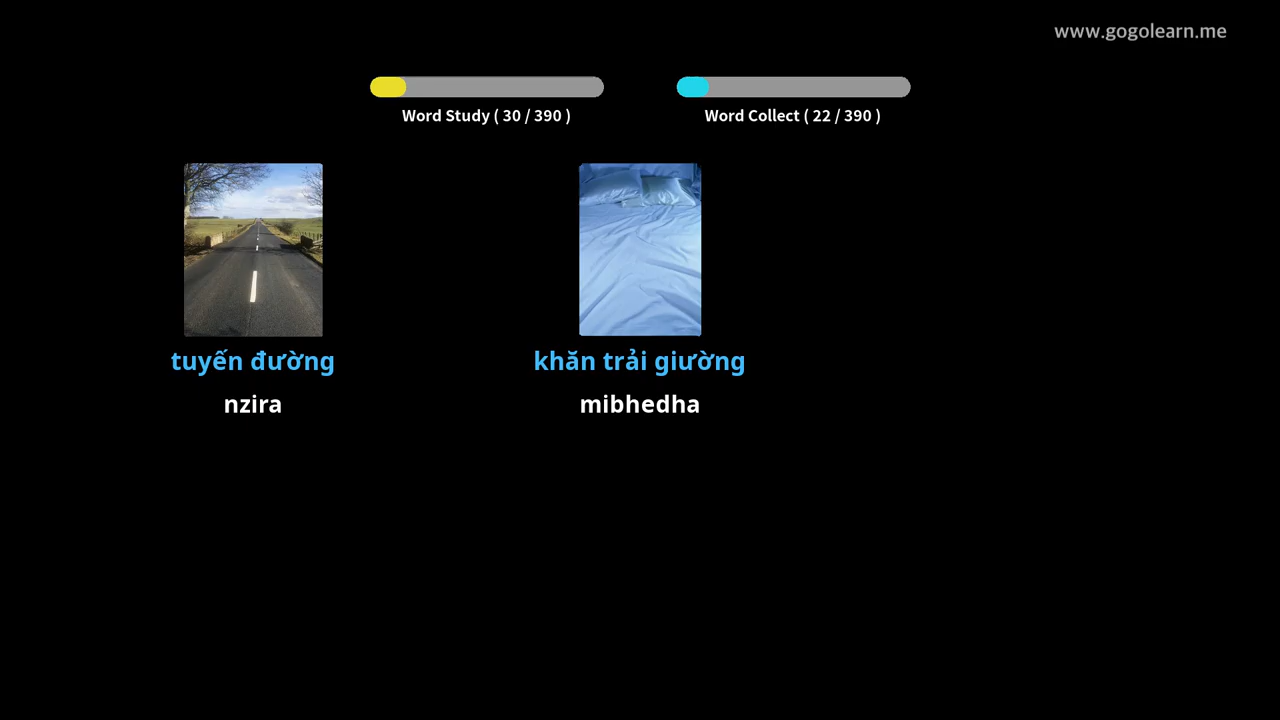 www.gogolearn.me
Word Study ( 30 / 390 )
Word Collect ( 22 / 390 )
tuyến đường
nzira
khăn trải giường
mibhedha